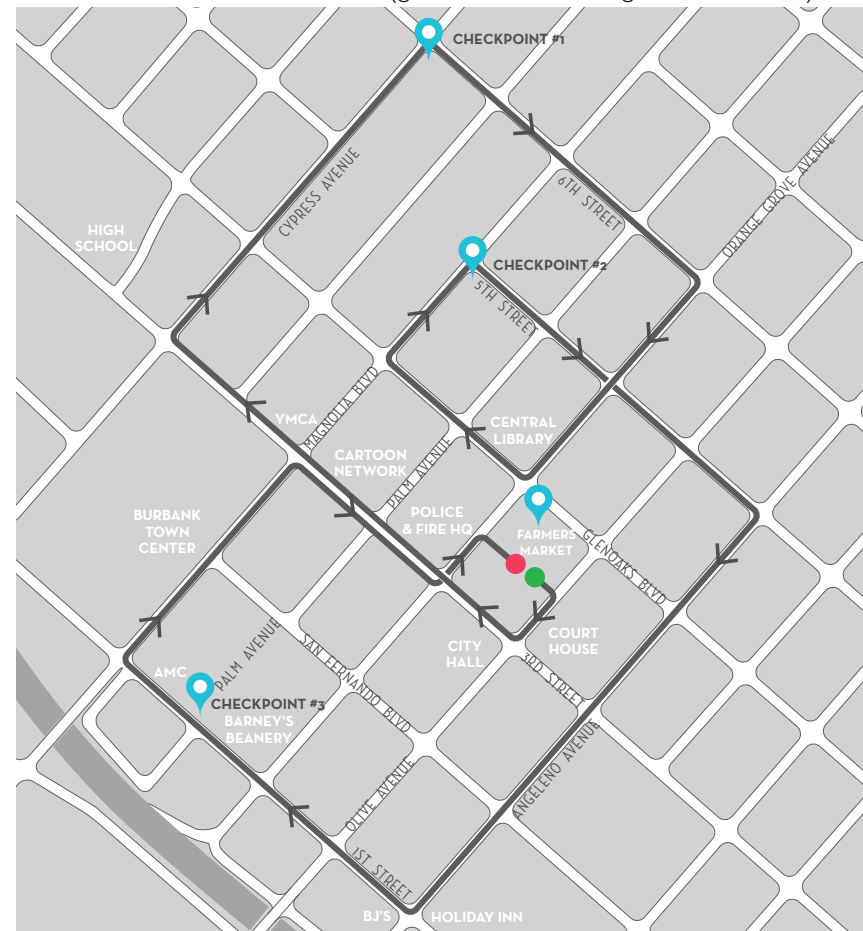 CHECKPOINT #1
CYPRESS AVENUE
6TH STREET
ORANGE GROVE AVENUE
HIGH
SCHOOL
CHECKPOINT #2
5TH STREET
MAGNOLIA BLVD
YMCA
CENTRAL
LIBRARY
CARTOON
NETWORK
PALM AVENUE
POLICE
& FIRE HQ
BURBANK
TOWN
CENTER
FARMERS
MARKET
GLENOAKS BLVD
CITY
HALL
COURT
HOUSE
3RD STREET
PALM AVENUE
AMC
SAN FERNANDO BLVD
CHECKPOINT #3
BARNEY'S
BEANERY
OLIVE AVENUE
ANGELENO AVENUE
1ST STREET
BJ'S
HOLIDAY INN